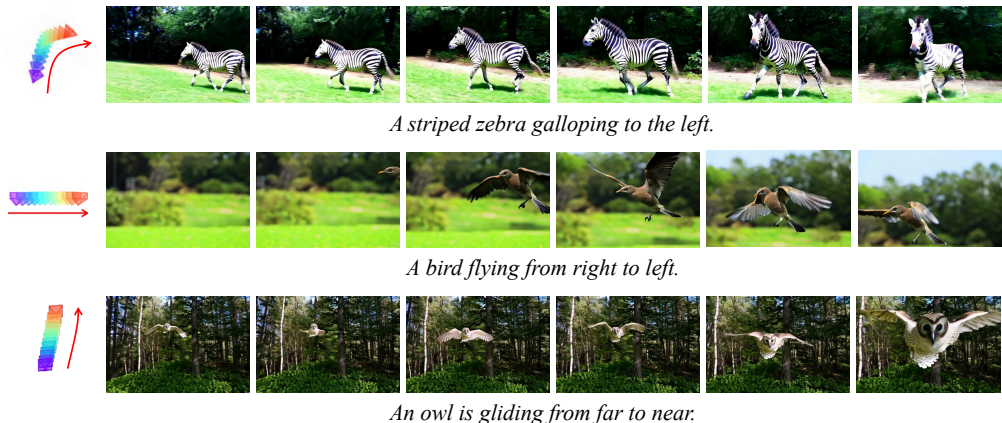 A striped zebra galloping to the left.
A bird flying from right to left.
An owl is gliding from far to near.